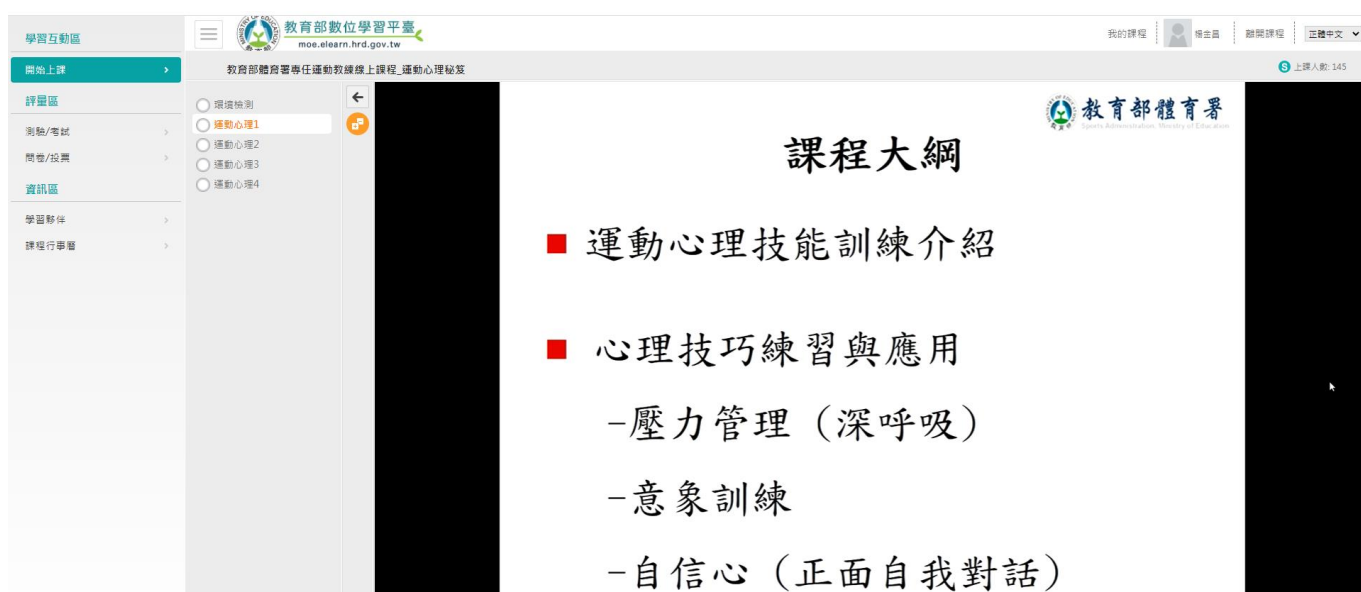 學習互動區
開始上課
評量區
測驗/考試
問卷/投票
資訊區
學習夥伴
課程行事曆
教育部數位學習平臺
moe.elearn.hrd.gov.tw
我的課程
楊士昌
離開課程
正體中文
教育部體育署專任運動教練線上課程_運動心理秘笈
上課人數: 145
環境檢測
運動心理1
運動心理2
運動心理3
運動心理4
教育部體育署
Sports Administration, Ministry of Education
課程大綱
■ 運動心理技能訓練介紹
■ 心理技巧練習與應用
-壓力管理（深呼吸）
-意象訓練
-自信心（正面自我對話）